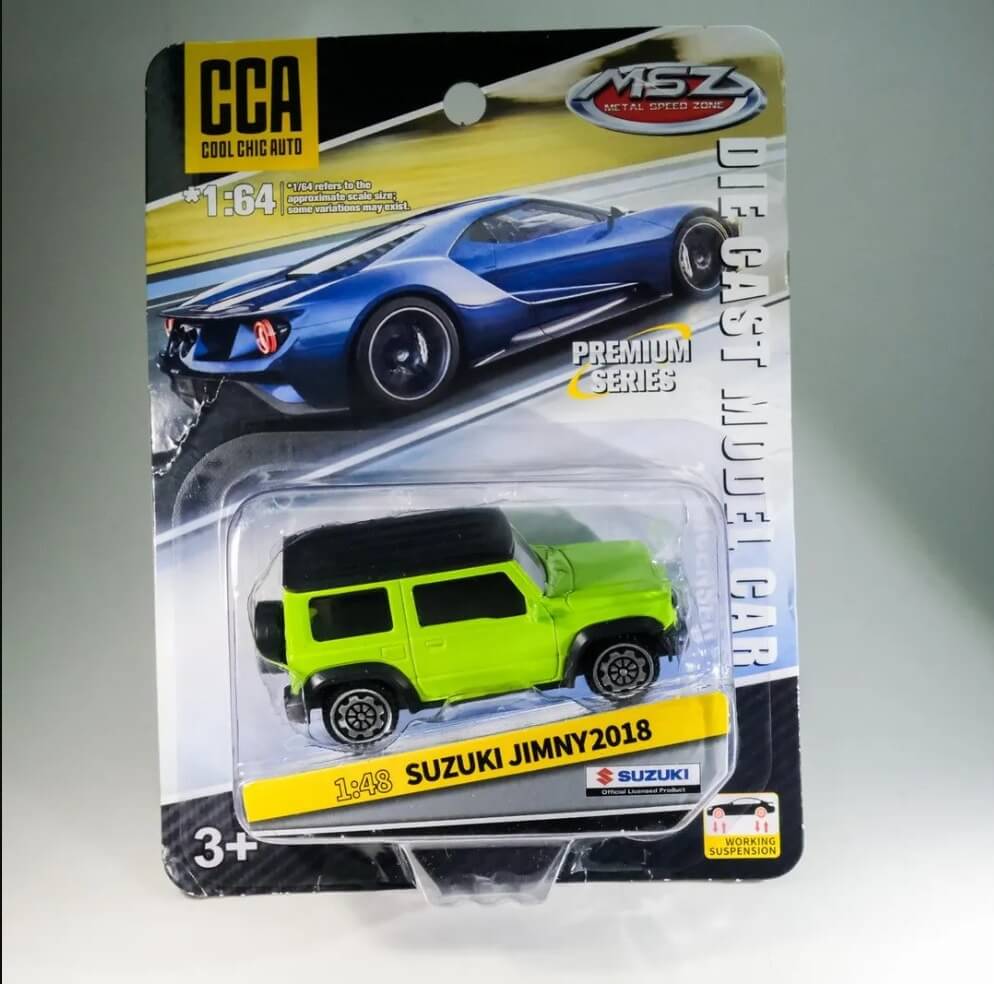 CCA
COOL CHIC AUTO
MSZ
METAL SPEED ZONE
*1:64
*1/64 refers to the
approximate scale size;
some variations may exist.
DIE CAST MODEL CAR
PREMIUM
SERIES
1:48 SUZUKI JIMNY2018
SUZUKI
Official Licensed Product
3+
WORKING
SUSPENSION